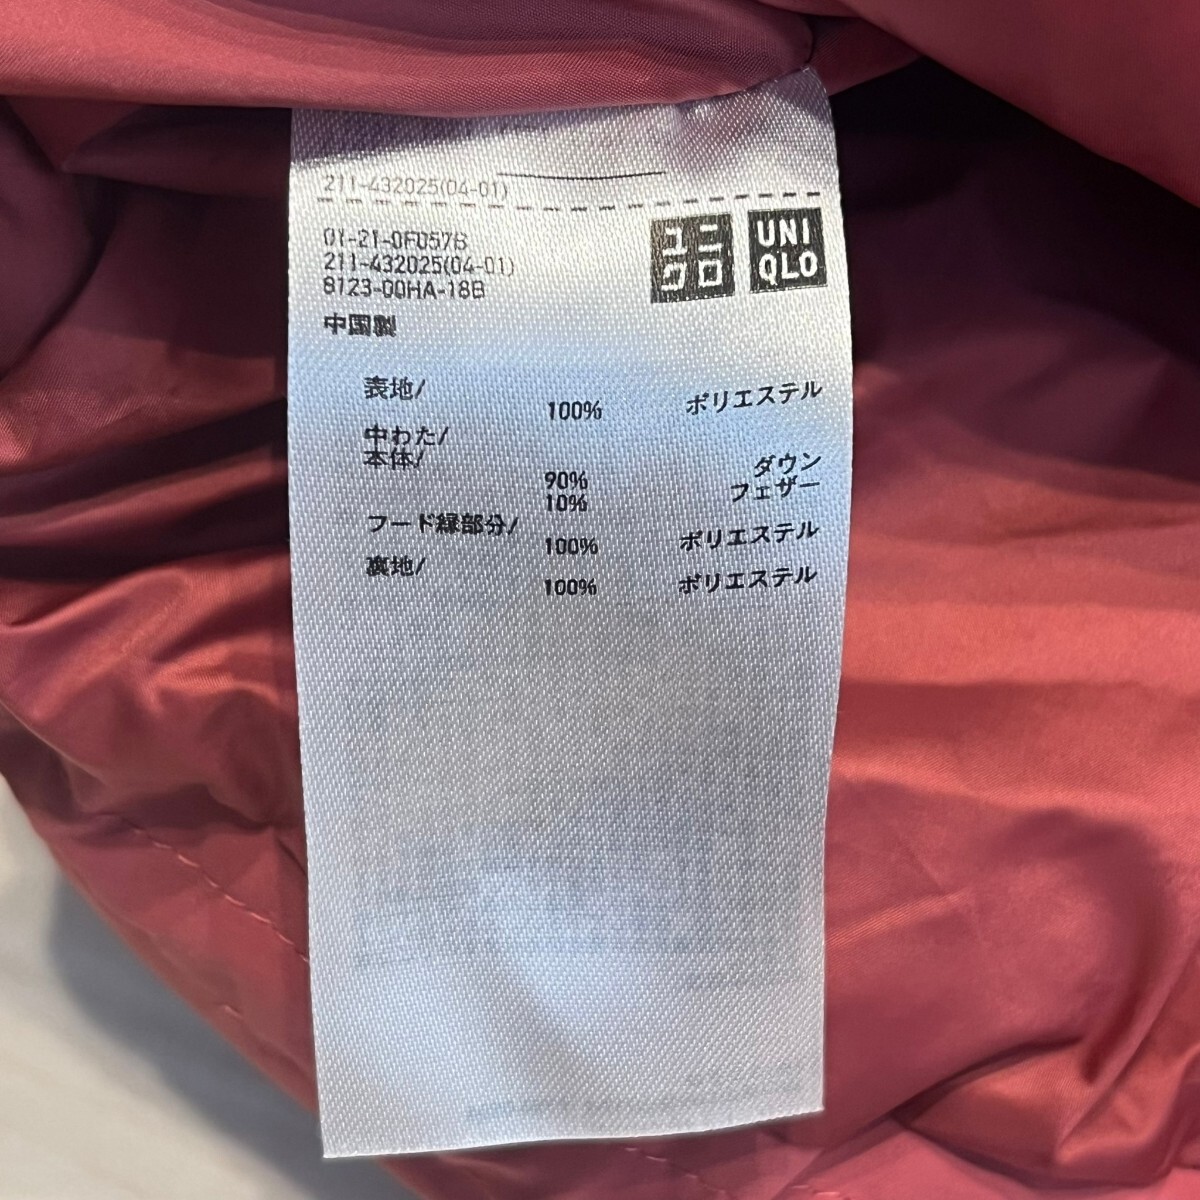 211-432025(04-01)
01-21-0F057B
211-432025(04-01)
8123-00HA-18B
中国製
ユニ
クロ
UNI
QLO
表地/
100% ポリエステル
中わた/
本体/
90% ダウン
10% フェザー
フード縁部分/
100% ポリエステル
裏地/
100% ポリエステル